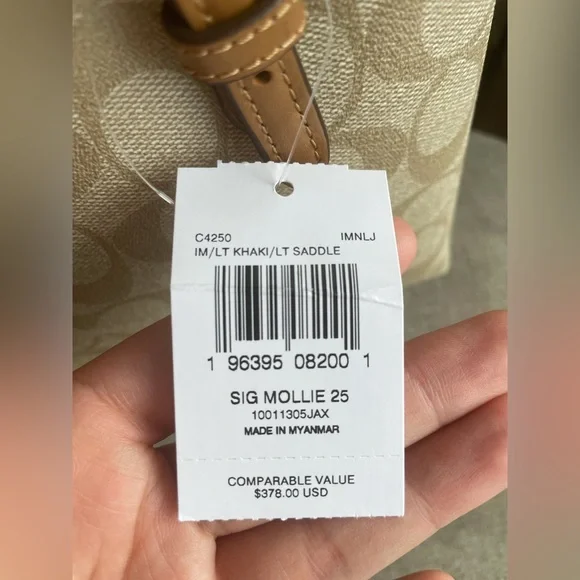 C4250 IMNLJ
IM/LT KHAKI/LT SADDLE
1 96395 08200 1
SIG MOLLIE 25
10011305JAX
MADE IN MYANMAR
COMPARABLE VALUE
$378.00 USD